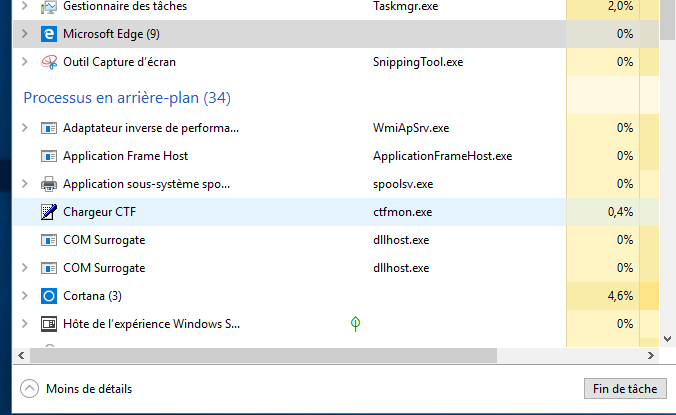 Gestionnaire des tâches Taskmgr.exe 2,0%
Microsoft Edge (9) 0%
Outil Capture d'écran SnippingTool.exe 0%
Processus en arrière-plan (34)
Adaptateur inverse de performa... WmiApSrv.exe 0%
Application Frame Host ApplicationFrameHost.exe 0%
Application sous-système spo... spoolsv.exe 0%
Chargeur CTF ctfmon.exe 0,4%
COM Surrogate dllhost.exe 0%
COM Surrogate dllhost.exe 0%
Cortana (3) 4,6%
Hôte de l'expérience Windows S... 0%
Moins de détails Fin de tâche